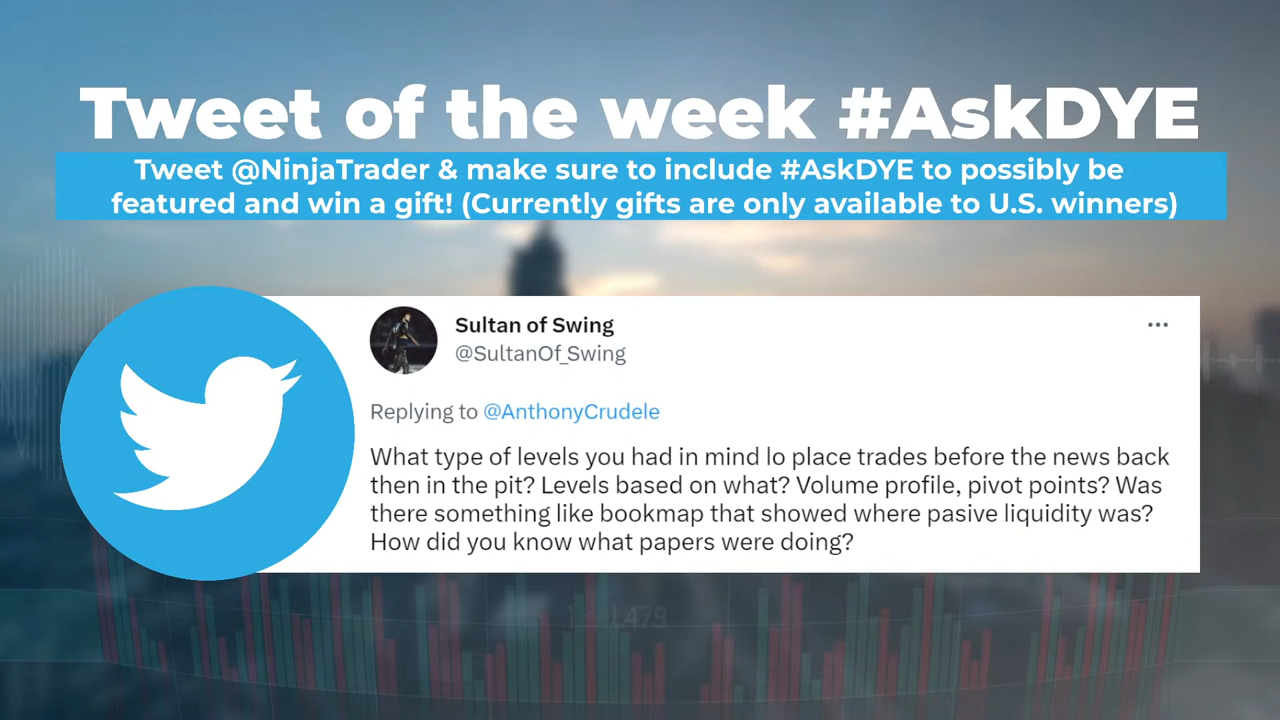 Tweet of the week #AskDYE
Tweet @NinjaTrader & make sure to include #AskDYE to possibly be
featured and win a gift! (Currently gifts are only available to U.S. winners)
Sultan of Swing
@SultanOf_Swing
Replying to @AnthonyCrudele
What type of levels you had in mind lo place trades before the news back
then in the pit? Levels based on what? Volume profile, pivot points? Was
there something like bookmap that showed where pasive liquidity was?
How did you know what papers were doing?